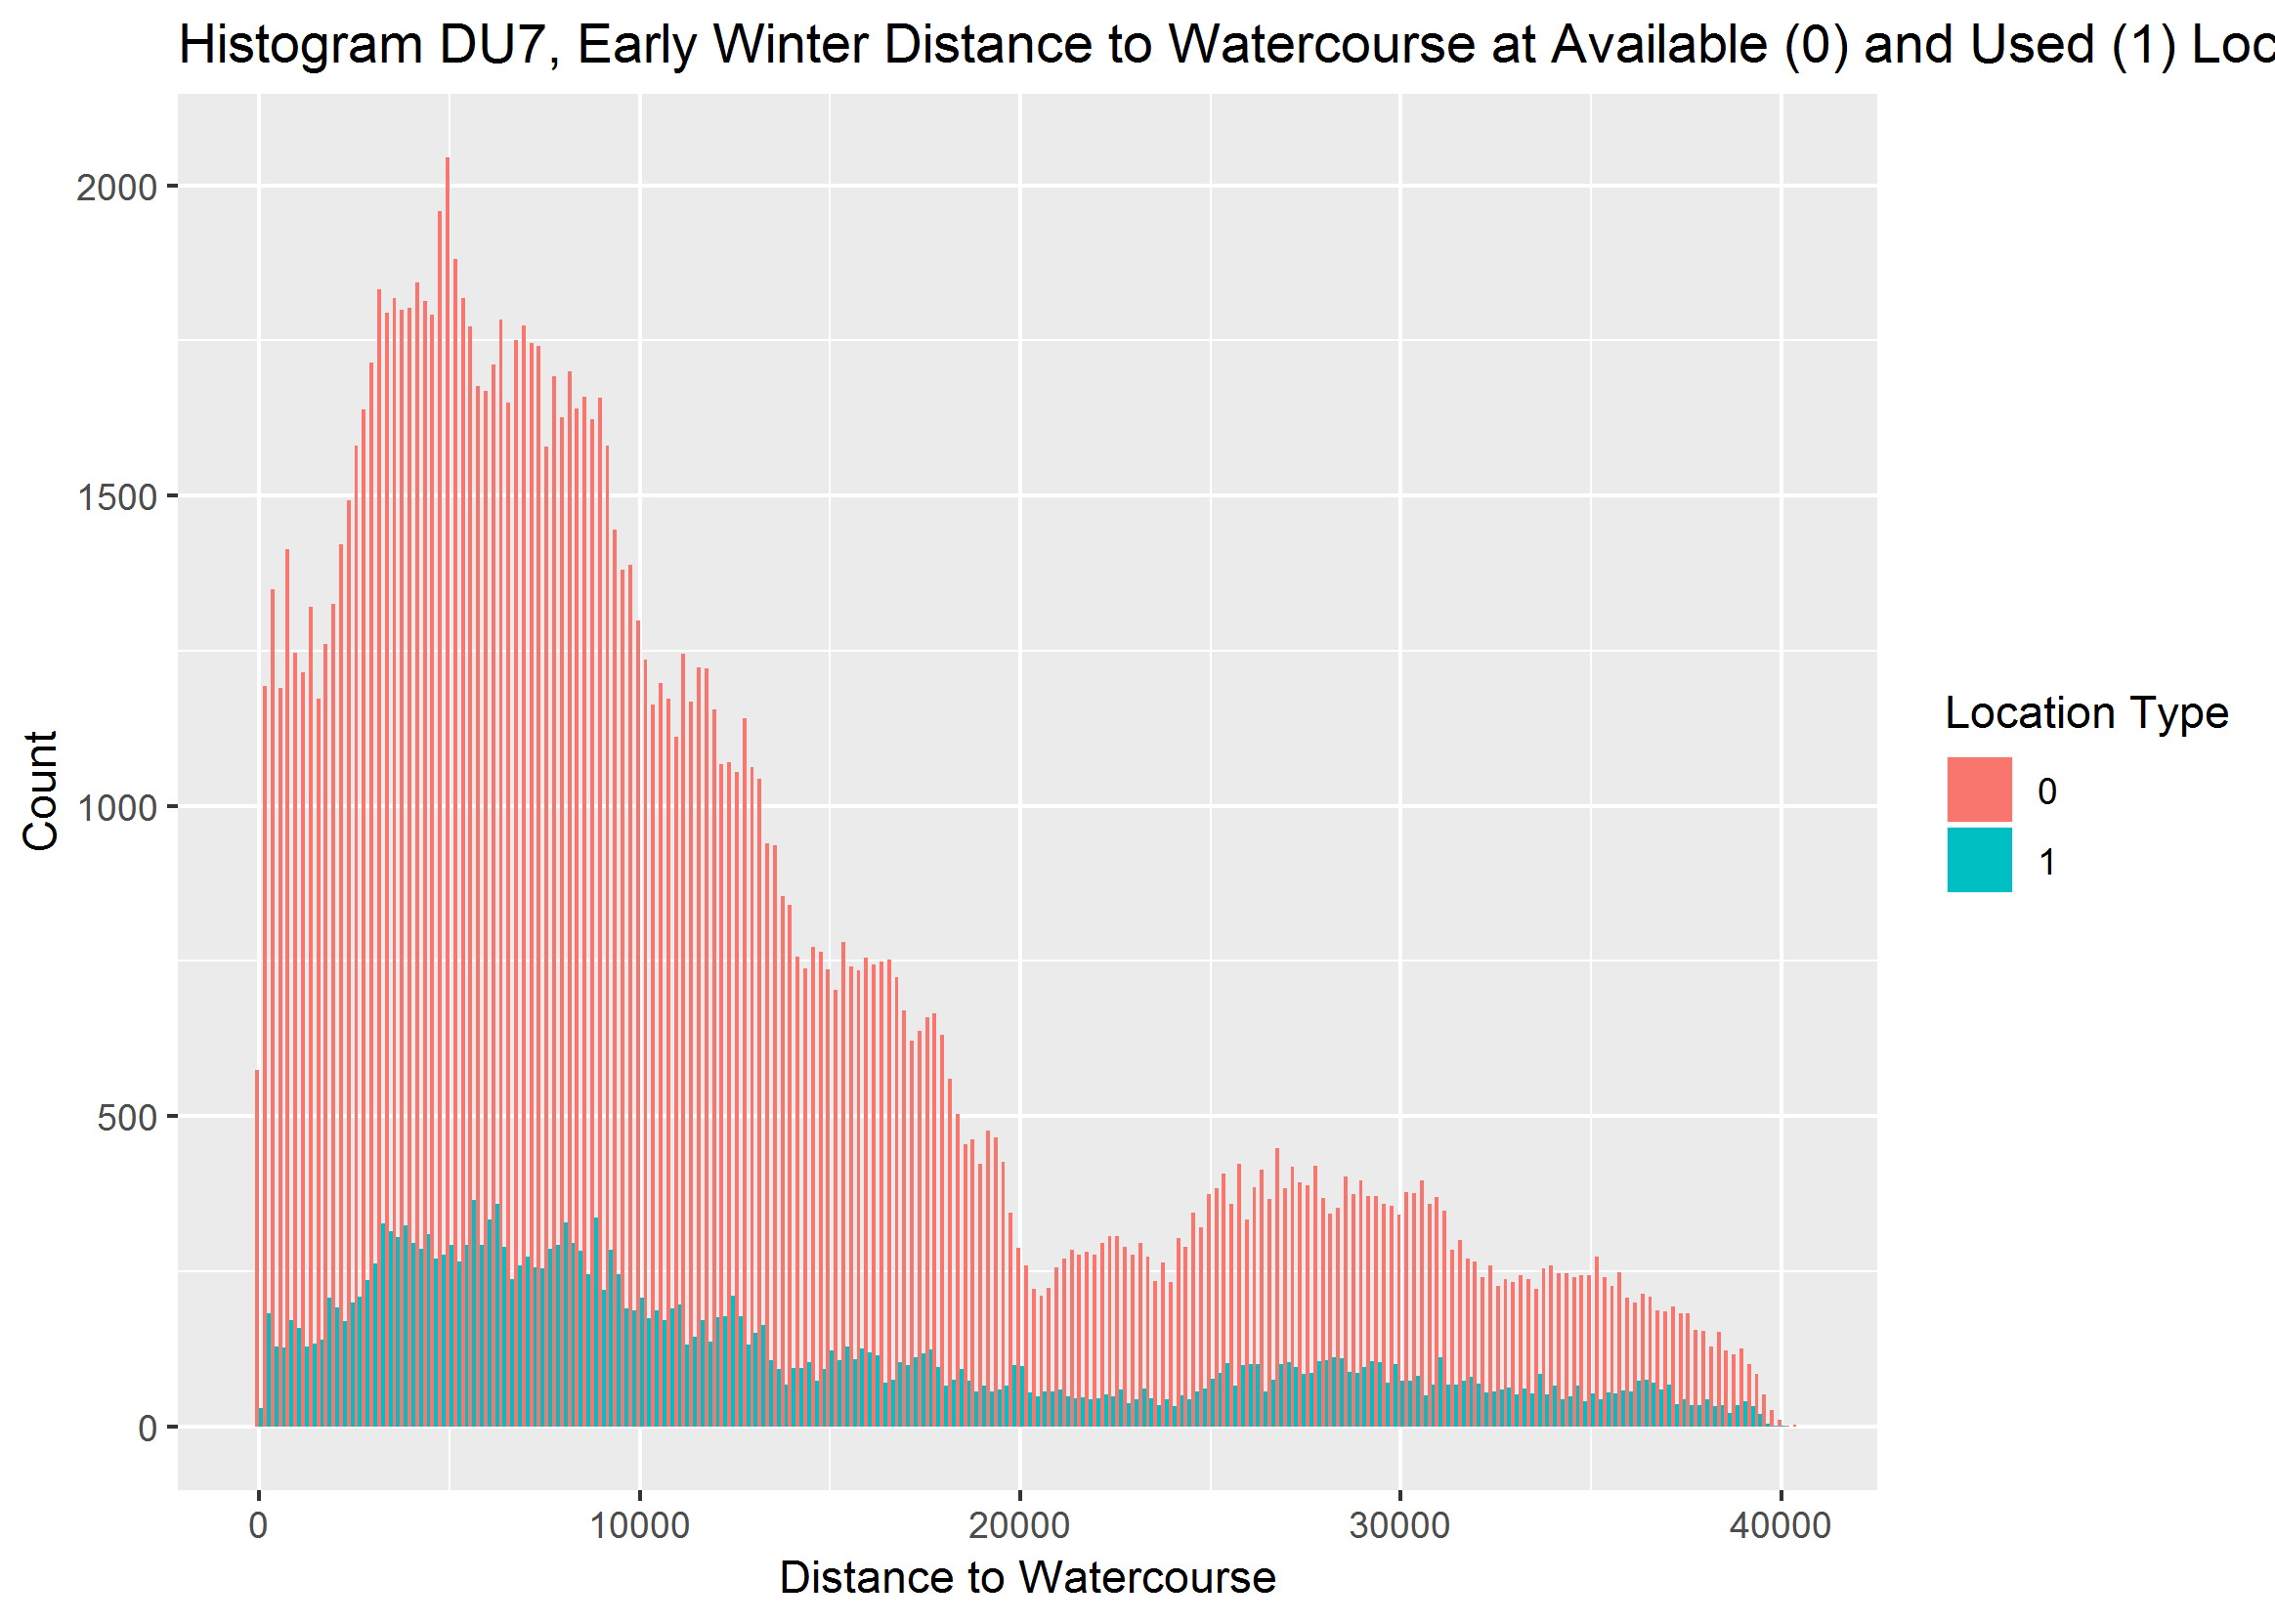 Histogram DU7, Early Winter Distance to Watercourse at Available (0) and Used (1) Loc
2000
1500
1000
500
0
Count
0 10000 20000 30000 40000
Distance to Watercourse
Location Type
0
1